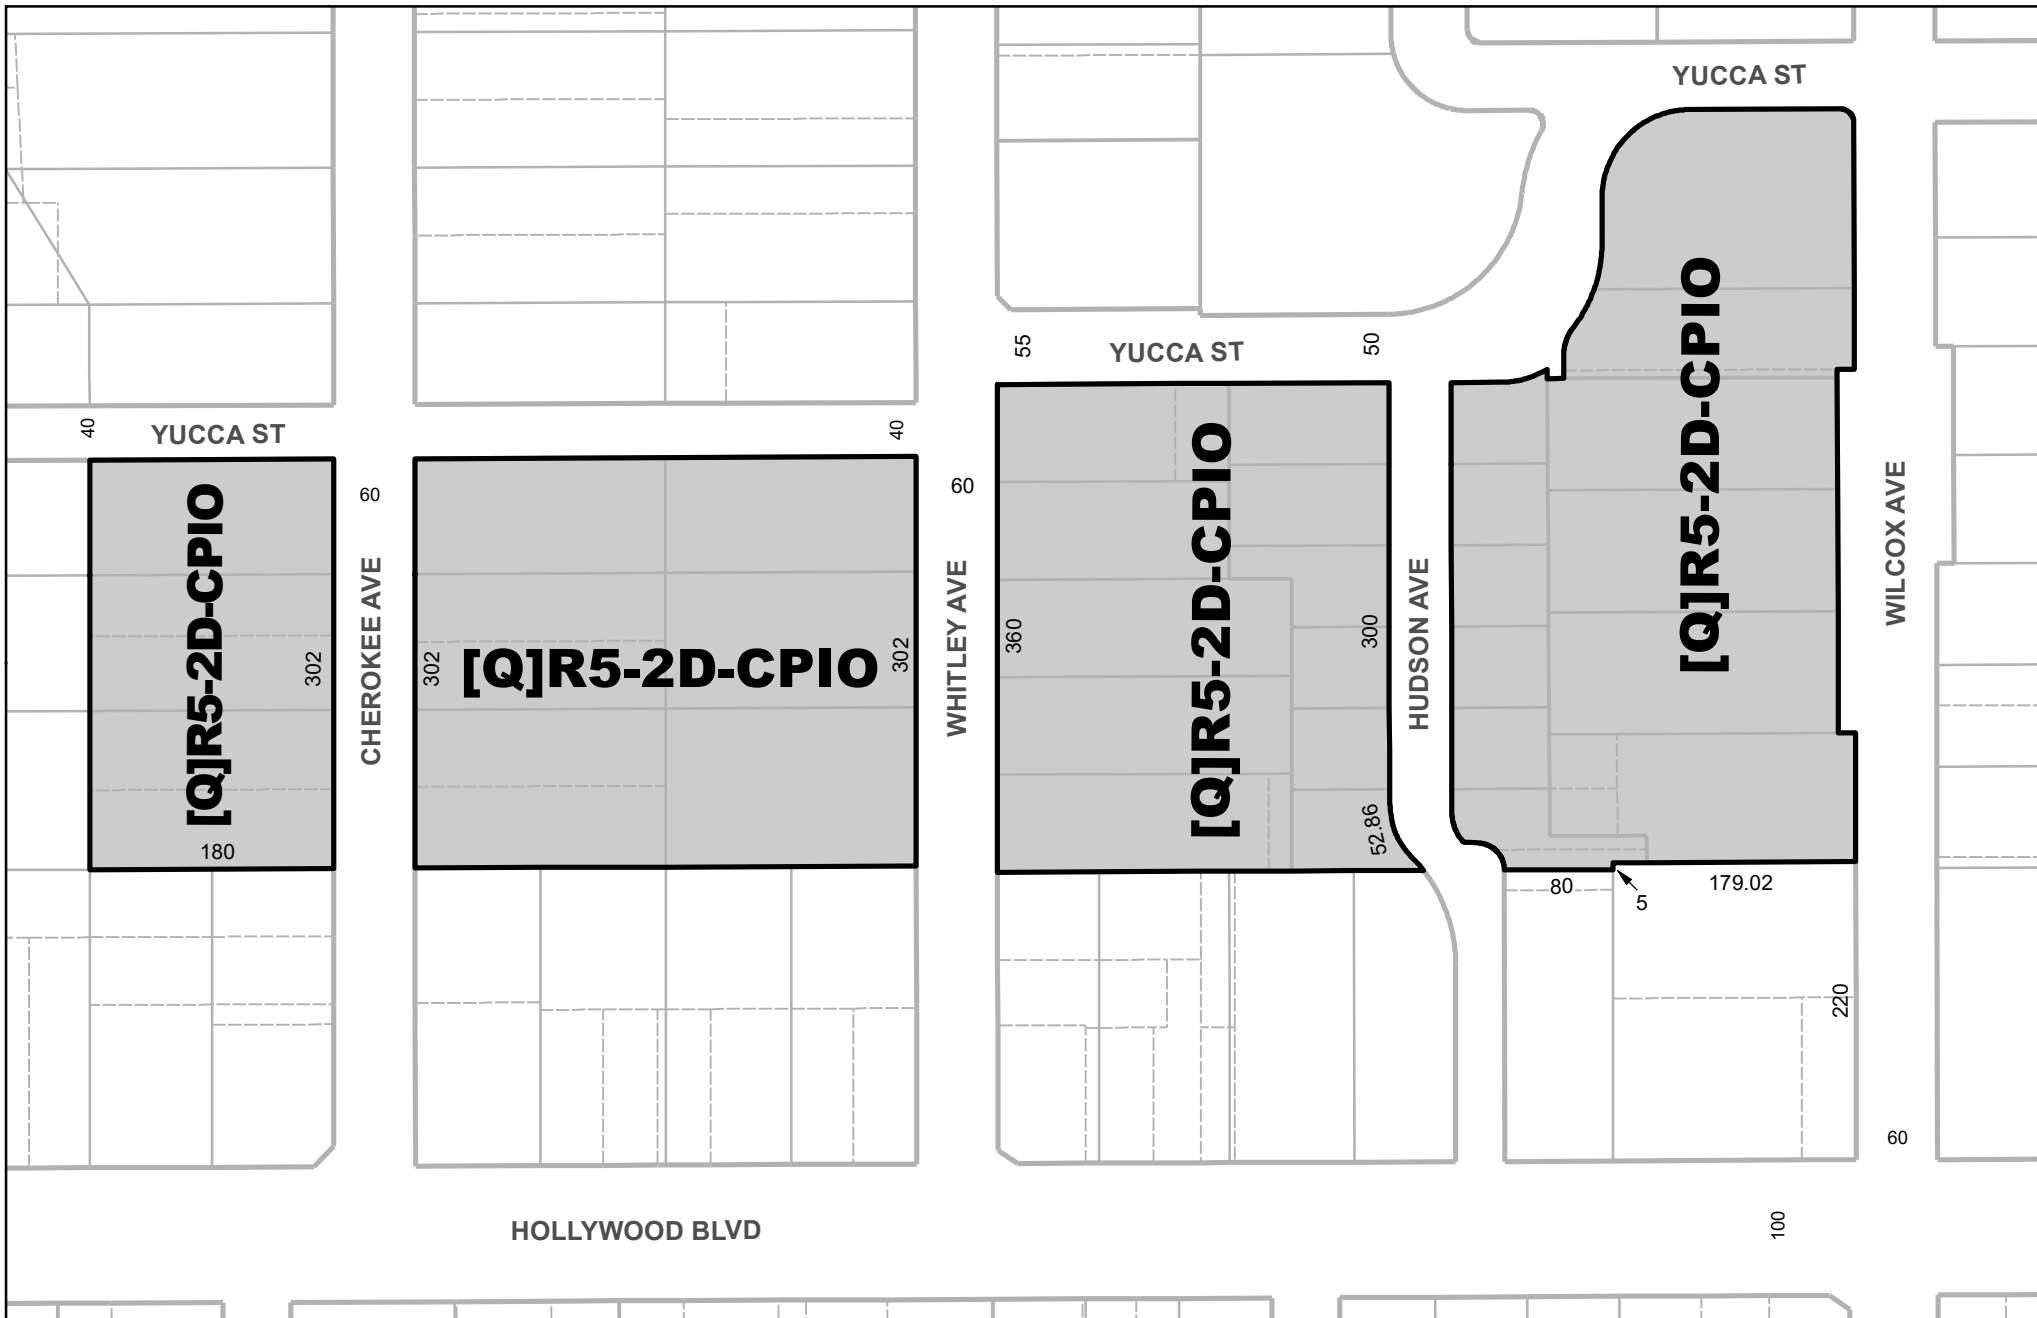 YUCCA ST
55
YUCCA ST
50
40
YUCCA ST
40
60
60
[Q]R5-2D-CPIO
CHEROKEE AVE
302
302
[Q]R5-2D-CPIO
302
WHITLEY AVE
360
[Q]R5-2D-CPIO
300
HUDSON AVE
[Q]R5-2D-CPIO
WILCOX AVE
52.86
180
80
5
179.02
220
60
HOLLYWOOD BLVD
100